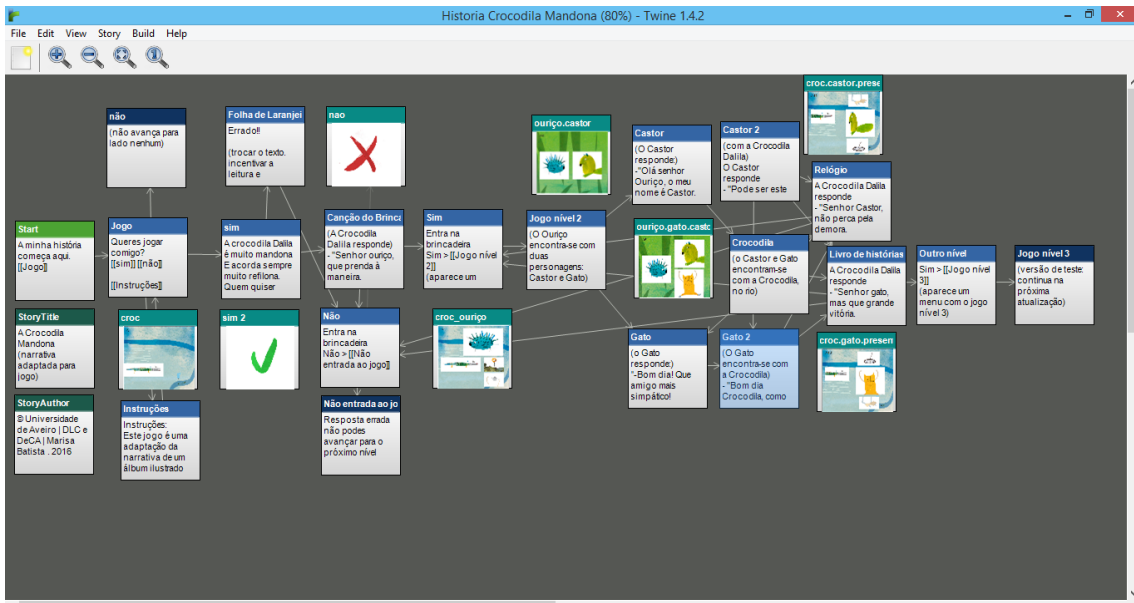 Historia Crocodila Mandona (80%) - Twine 1.4.2
File Edit View Story Build Help
não
(não avança para
lado nenhum)
Folha de Laranjei
Errado!!
(trocar o texto.
incentivar a
leitura e
nao
ouriço.castor
Castor
(O Castor
responde:)
-"Olá senhor
Ouriço, o meu
nome é Castor.
Castor 2
(com a Crocodila
Dalila)
O Castor
responde
- "Pode ser este
croc.castor.prese
Relógio
A Crocodila Dalila
responde
- "Senhor Castor,
não perca pela
demora.
Start
A minha história
começa aqui.
[[Jogo]]
Jogo
Queres jogar
comigo?
[[sim]] [[não]]
[[Instruções]]
sim
A crocodila Dalila
é muito mandona
E acorda sempre
muito refilona.
Quem quiser
Canção do Brinca
(A Crocodila
Dalila responde)
- "Senhor ouriço,
que prenda à
maneira.
Sim
Entra na
brincadeira
Sim > [[Jogo nível
2]]
(aparece um
Jogo nível 2
(O Ouriço
encontra-se com
duas
personagens:
Castor e Gato)
ouriço.gato.castc
Crocodila
(o Castor e Gato
encontram-se
com a Crocodila,
no rio)
Livro de histórias
A Crocodila Dalila
responde
- "Senhor gato,
mas que grande
vitória.
Outro nível
Sim > [[Jogo nível
3]]
(aparece um
menu com o jogo
nível 3)
Jogo nível 3
(versão de teste:
continua na
próxima
atualização)
StoryTitle
A Crocodila
Mandona
(narrativa
adaptada para
jogo)
croc
sim 2
Não
Entra na
brincadeira
Não > [[Não
entrada ao jogo]]
croc_ouriço
Gato
(o Gato
responde:)
"-Bom dia! Que
amigo mais
simpático!
Gato 2
(O Gato
encontra-se com
a Crocodila)
- "Bom dia
Crocodila, como
croc.gato.presen
StoryAuthor
© Universidade
de Aveiro | DLC e
DeCA | Marisa
Batista . 2016
Instruções
Instruções:
Este jogo é uma
adaptação da
narrativa de um
álbum ilustrado
Não entrada ao jo
Resposta errada
não podes
avançar para o
próximo nível